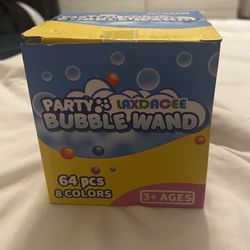 PARTY LAXDACEE
BUBBLE WAND
64 pcs
8 COLORS
3+ AGES